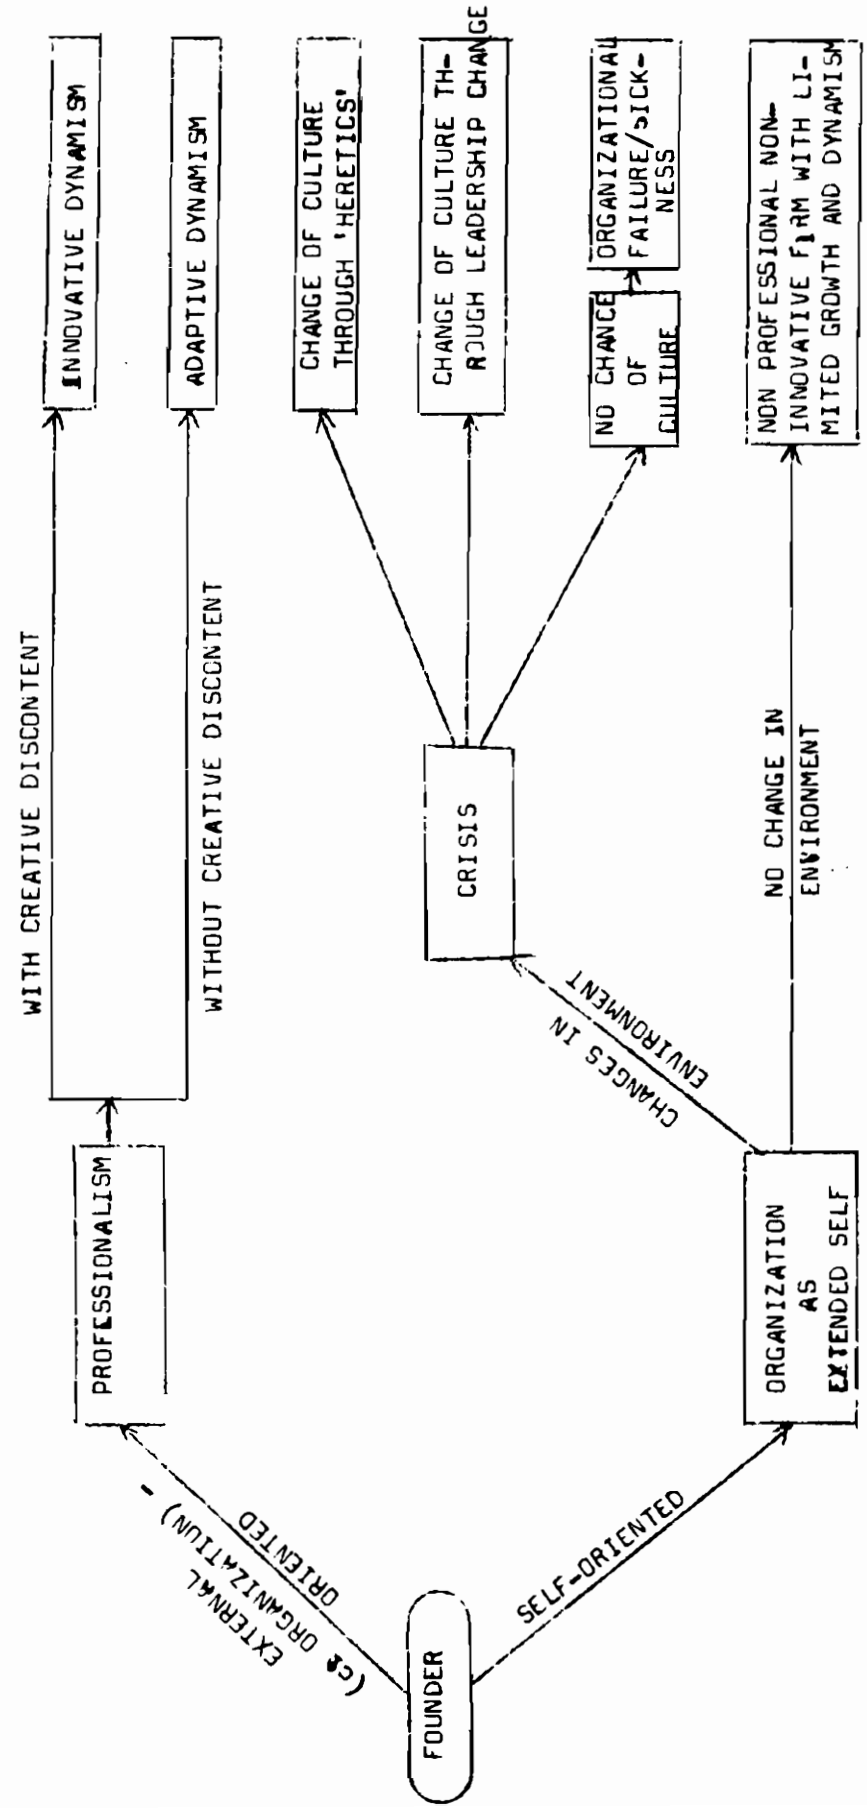 FOUNDER
EXTERNAL
(or ORGANIZATION) -
ORIENTED
SELF-ORIENTED
PROFESSIONALISM
ORGANIZATION
AS
EXTENDED SELF
WITH CREATIVE DISCONTENT
WITHOUT CREATIVE DISCONTENT
CHANGES IN
ENVIRONMENT
NO CHANGE IN
ENVIRONMENT
CRISIS
INNOVATIVE DYNAMISM
ADAPTIVE DYNAMISM
CHANGE OF CULTURE
THROUGH 'HERETICS'
CHANGE OF CULTURE TH-
ROUGH LEADERSHIP CHANGE
NO CHANGE
OF
CULTURE
ORGANIZATIONAL
FAILURE/SICK-
NESS
NON PROFESSIONAL NON-
INNOVATIVE FIRM WITH LI-
MITED GROWTH AND DYNAMISM